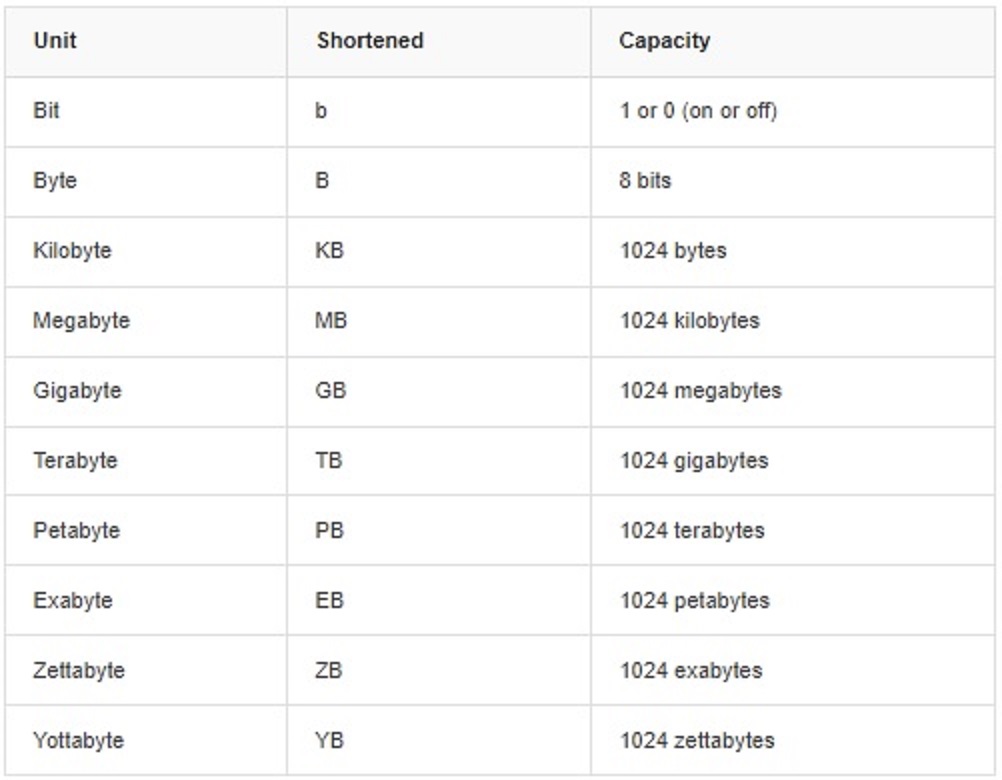 Unit Shortened Capacity
Bit b 1 or 0 (on or off)
Byte B 8 bits
Kilobyte KB 1024 bytes
Megabyte MB 1024 kilobytes
Gigabyte GB 1024 megabytes
Terabyte TB 1024 gigabytes
Petabyte PB 1024 terabytes
Exabyte EB 1024 petabytes
Zettabyte ZB 1024 exabytes
Yottabyte YB 1024 zettabytes